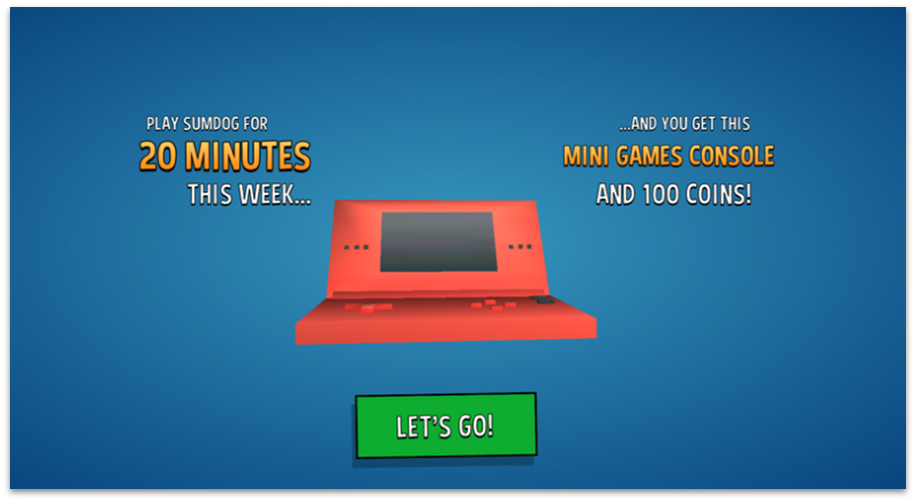 PLAY SUMDOG FOR
20 MINUTES
THIS WEEK...
...AND YOU GET THIS
MINI GAMES CONSOLE
AND 100 COINS!
LET'S GO!